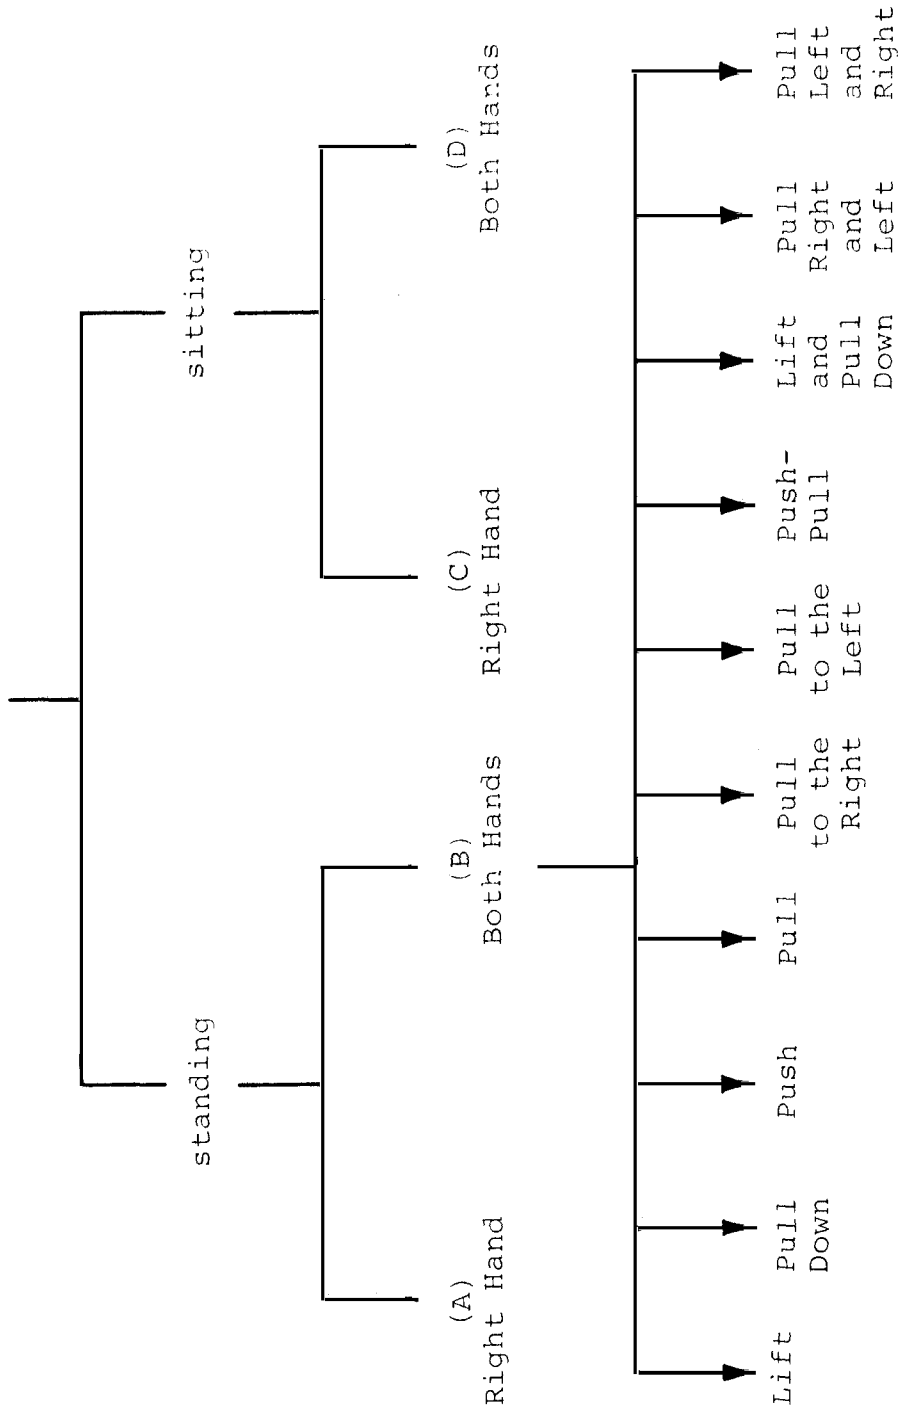 standing
sitting
(A)
Right Hand
(B)
Both Hands
(C)
Right Hand
(D)
Both Hands
Lift
Pull
Down
Push
Pull
Pull
to the
Right
Pull
to the
Left
Push-
Pull
Lift
and
Pull
Down
Pull
Right
and
Left
Pull
Left
and
Right